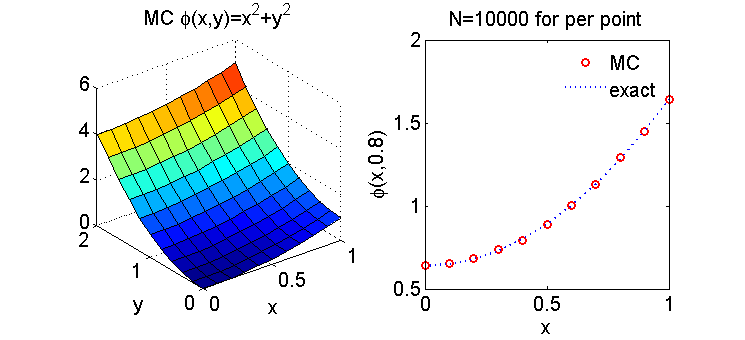 MC ϕ(x,y)=x²+y²
6
4
2
0
2
1
0
y
0
0.5
1
x
N=10000 for per point
2
1.5
1
0.5
ϕ(x,0.8)
MC
exact
0
0.5
1
x